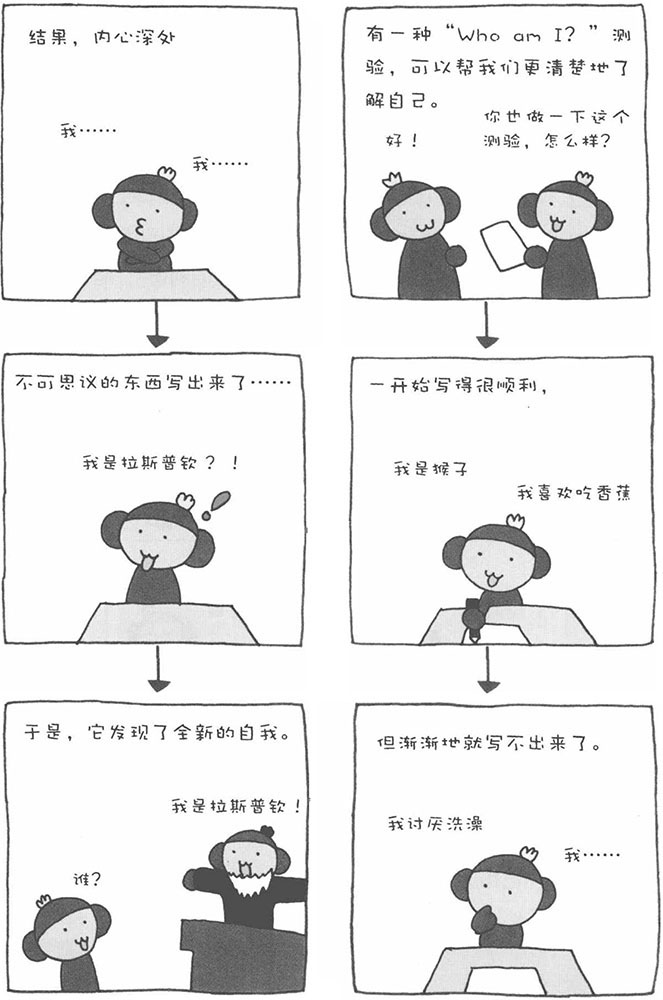 有一种“Who am I?”测
验，可以帮我们更清楚地了
解自己。
你也做一下这个
测验，怎么样?
好!
一开始写得很顺利，
我是猴子
我喜欢吃香蕉
但渐渐地就写不出来了。
我讨厌洗澡
我……
结果，内心深处
我……
我……
不可思议的东西写出来了……
我是拉斯普钦?!
于是，它发现了全新的自我。
我是拉斯普钦!
谁?